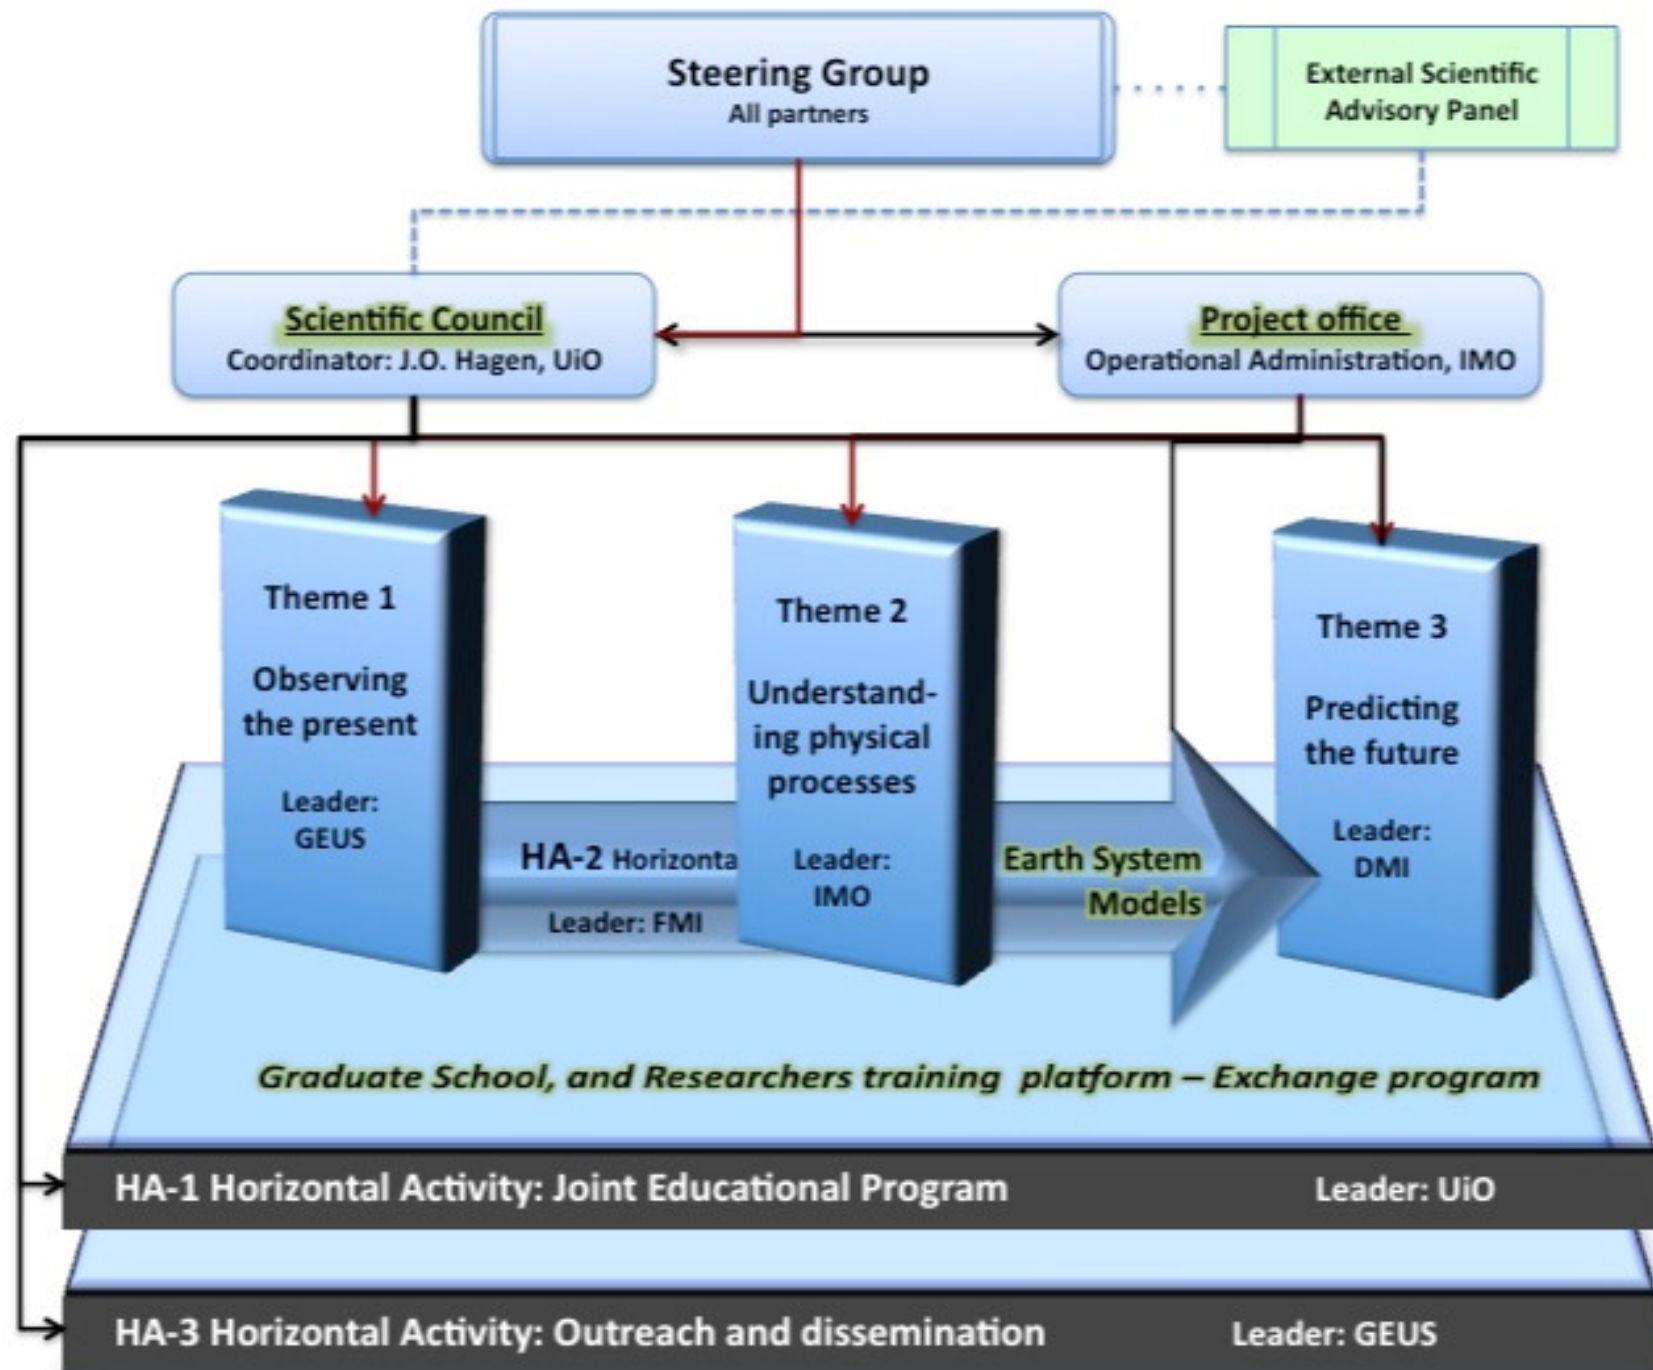 Steering Group
All partners
External Scientific
Advisory Panel
Scientific Council
Coordinator: J.O. Hagen, UiO
Project office
Operational Administration, IMO
Theme 1
Observing
the present
Leader:
GEUS
Theme 2
Understand-
ing physical
processes
Leader:
IMO
Theme 3
Predicting
the future
Leader:
DMI
HA-2 Horizonta
Leader: FMI
Earth System
Models
Graduate School, and Researchers training platform – Exchange program
HA-1 Horizontal Activity: Joint Educational Program Leader: UiO
HA-3 Horizontal Activity: Outreach and dissemination Leader: GEUS